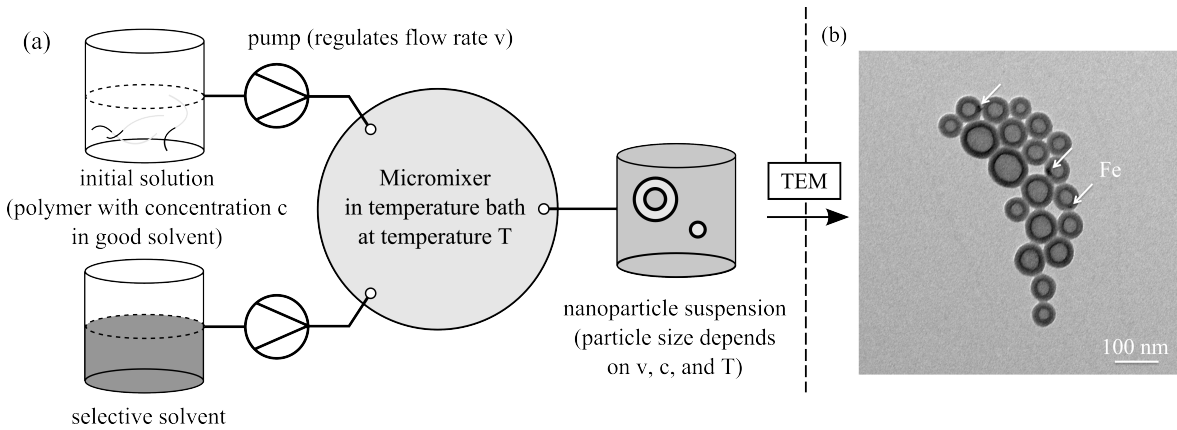 (a)
pump (regulates flow rate v)
initial solution
(polymer with concentration c
in good solvent)
Micromixer
in temperature bath
at temperature T
selective solvent
nanoparticle suspension
(particle size depends
on v, c, and T)
TEM
(b)
Fe
100 nm